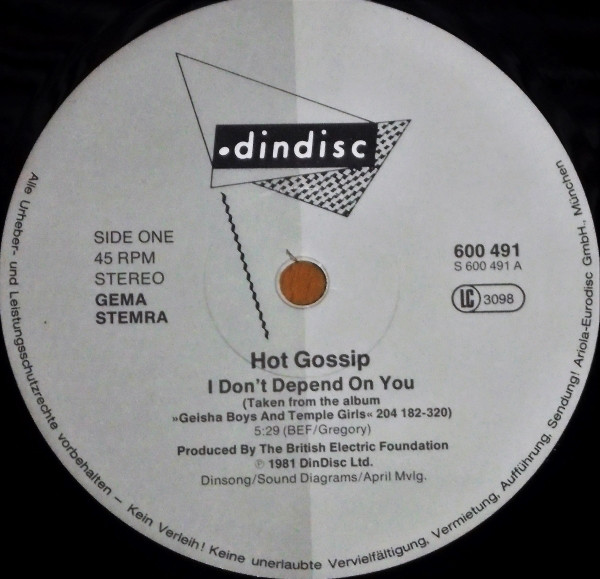 •dindisc
SIDE ONE
45 RPM
STEREO
GEMA
STEMRA
600 491
S 600 491 A
LC 3098
Hot Gossip
I Don't Depend On You
(Taken from the album
»Geisha Boys And Temple Girls« 204 182-320)
5:29 (BEF/Gregory)
Produced By The British Electric Foundation
℗ 1981 DinDisc Ltd.
Dinsong/Sound Diagrams/April Mvlg.
Alle Urheber- und Leistungsschutzrechte vorbehalten – Kein Verleih! Keine unerlaubte Vervielfältigung, Vermietung, Aufführung, Sendung! Ariola-Eurodisc GmbH., München